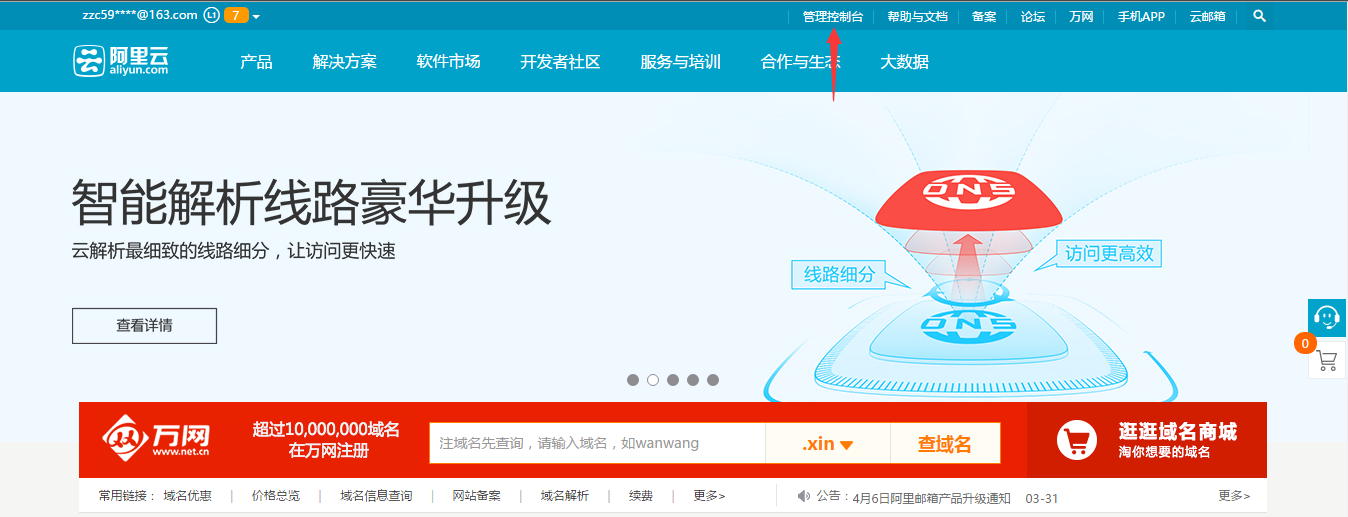 zzc59****@163.com L1 7 管理控制台 帮助与文档 备案 论坛 万网 手机APP 云邮箱
阿里云
aliyun.com
产品 解决方案 软件市场 开发者社区 服务与培训 合作与生态 大数据
智能解析线路豪华升级
云解析最细致的线路细分，让访问更快速
查看详情
DNS
访问更高效
线路细分
DNS
0
万网
www.net.cn
超过10,000,000域名
在万网注册
注域名先查询，请输入域名，如wanwang .xin 查域名
逛逛域名商城
淘你想要的域名
常用链接： 域名优惠 | 价格总览 | 域名信息查询 | 网站备案 | 域名解析 | 续费 | 更多>
公告：4月6日阿里邮箱产品升级通知 03-31 更多>